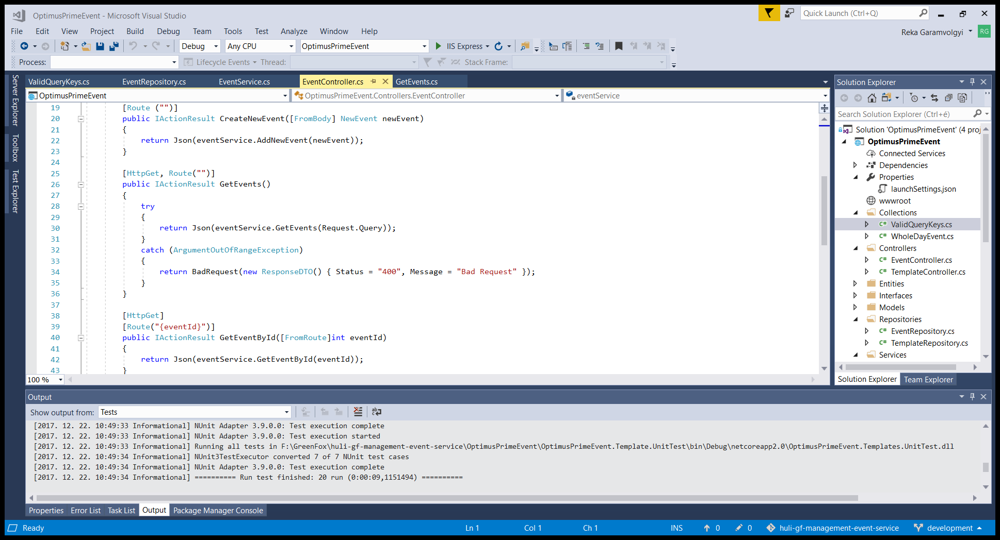 OptimusPrimeEvent - Microsoft Visual Studio
Quick Launch (Ctrl+Q)
File Edit View Project Build Debug Team Tools Test Analyze Window Help
Reka Garamvolgyi RG
Debug Any CPU OptimusPrimeEvent IIS Express
Process: Lifecycle Events Thread: Stack Frame:
Server Explorer
Toolbox
Test Explorer
ValidQueryKeys.cs EventRepository.cs EventService.cs EventController.cs GetEvents.cs
OptimusPrimeEvent OptimusPrimeEvent.Controllers.EventController eventService
19 [Route ("")]
20 public IActionResult CreateNewEvent([FromBody] NewEvent newEvent)
21 {
22 return Json(eventService.AddNewEvent(newEvent));
23 }
24
25 [HttpGet, Route("")]
26 public IActionResult GetEvents()
27 {
28 try
29 {
30 return Json(eventService.GetEvents(Request.Query));
31 }
32 catch (ArgumentOutOfRangeException)
33 {
34 return BadRequest(new ResponseDTO() { Status = "400", Message = "Bad Request" });
35 }
36 }
37
38 [HttpGet]
39 [Route("{eventId}")]
40 public IActionResult GetEventById([FromRoute]int eventId)
41 {
42 return Json(eventService.GetEventById(eventId));
43 }
100 %
Solution Explorer
Search Solution Explorer (Ctrl+é)
Solution 'OptimusPrimeEvent' (4 proj
OptimusPrimeEvent
Connected Services
Dependencies
Properties
launchSettings.json
wwwroot
Collections
C# ValidQueryKeys.cs
C# WholeDayEvent.cs
Controllers
C# EventController.cs
C# TemplateController.cs
Entities
Interfaces
Models
Repositories
C# EventRepository.cs
C# TemplateRepository.cs
Services
Solution Explorer Team Explorer
Output
Show output from: Tests
[2017. 12. 22. 10:49:33 Informational] NUnit Adapter 3.9.0.0: Test execution complete
[2017. 12. 22. 10:49:33 Informational] NUnit Adapter 3.9.0.0: Test execution started
[2017. 12. 22. 10:49:33 Informational] Running all tests in F:\GreenFox\huli-gf-management-event-service\OptimusPrimeEvent\OptimusPrimeEvent.Template.UnitTest\bin\Debug\netcoreapp2.0\OptimusPrimeEvent.Templates.UnitTest.dll
[2017. 12. 22. 10:49:34 Informational] NUnit3TestExecutor converted 7 of 7 NUnit test cases
[2017. 12. 22. 10:49:34 Informational] NUnit Adapter 3.9.0.0: Test execution complete
[2017. 12. 22. 10:49:34 Informational] ========== Run test finished: 20 run (0:00:09,1151494) ==========
Properties Error List Task List Output Package Manager Console
Ready Ln 1 Col 1 Ch 1 INS 0 0 huli-gf-management-event-service development